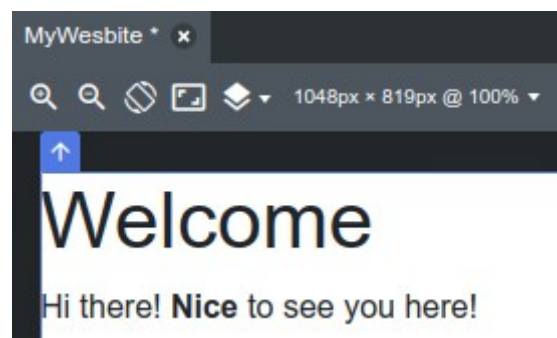 MyWesbite *
1048px × 819px @ 100%
Welcome
Hi there! Nice to see you here!